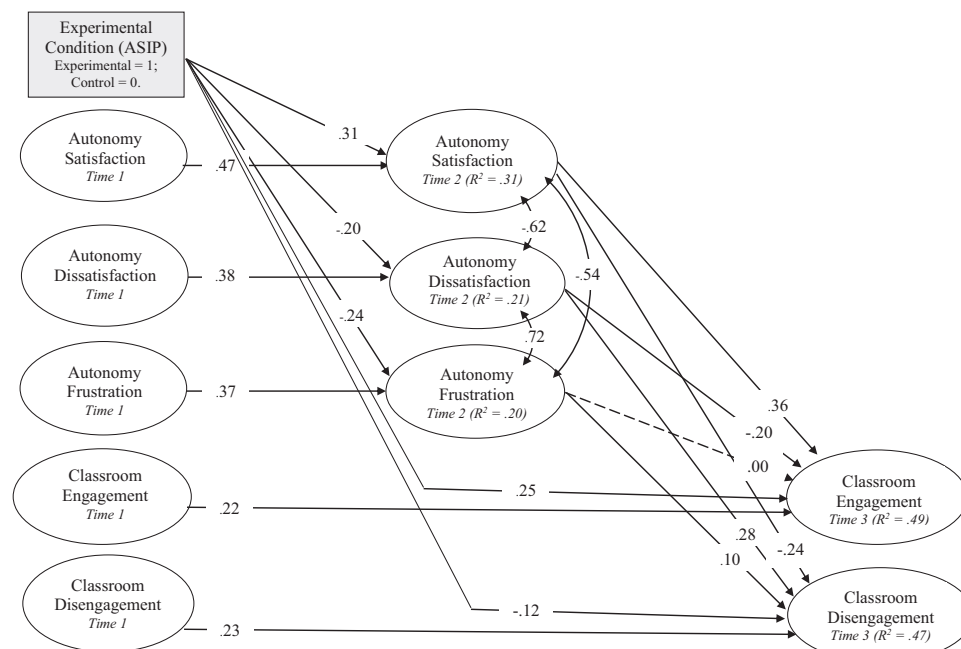 Experimental
Condition (ASIP)
Experimental = 1;
Control = 0.
Autonomy
Satisfaction
Time 1
.47
.31
Autonomy
Satisfaction
Time 2 (R² = .31)
-.20
-.62
Autonomy
Dissatisfaction
Time 1
.38
Autonomy
Dissatisfaction
Time 2 (R² = .21)
-.54
-.24
.72
Autonomy
Frustration
Time 1
.37
Autonomy
Frustration
Time 2 (R² = .20)
.36
-.20
.00
Classroom
Engagement
Time 1
.22
.25
Classroom
Engagement
Time 3 (R² = .49)
.28
-.24
.10
Classroom
Disengagement
Time 1
.23
-.12
Classroom
Disengagement
Time 3 (R² = .47)